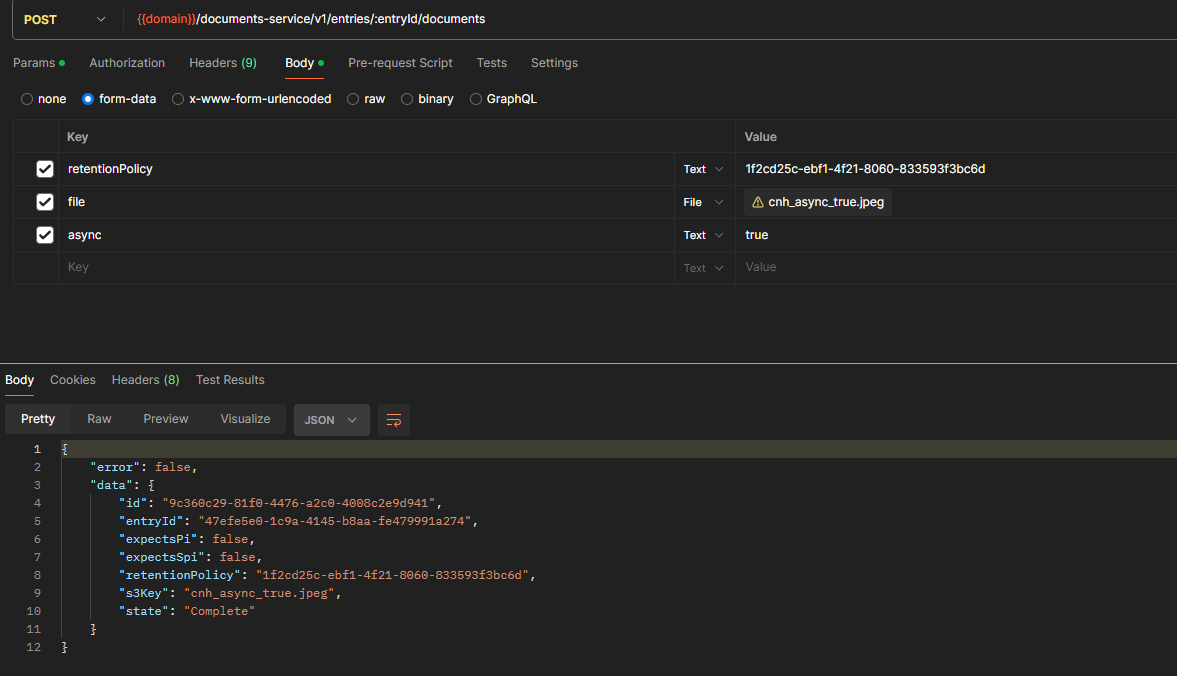 POST {{domain}}/documents-service/v1/entries/:entryId/documents
Params Authorization Headers (9) Body Pre-request Script Tests Settings
none form-data x-www-form-urlencoded raw binary GraphQL
Key Value
retentionPolicy Text 1f2cd25c-ebf1-4f21-8060-833593f3bc6d
file File cnh_async_true.jpeg
async Text true
Key Text Value
Body Cookies Headers (8) Test Results
Pretty Raw Preview Visualize JSON
1 {
2 "error": false,
3 "data": {
4 "id": "9c360c29-81f0-4476-a2c0-4008c2e9d941",
5 "entryId": "47efe5e0-1c9a-4145-b8aa-fe479991a274",
6 "expectsPi": false,
7 "expectsSpi": false,
8 "retentionPolicy": "1f2cd25c-ebf1-4f21-8060-833593f3bc6d",
9 "s3Key": "cnh_async_true.jpeg",
10 "state": "Complete"
11 }
12 }